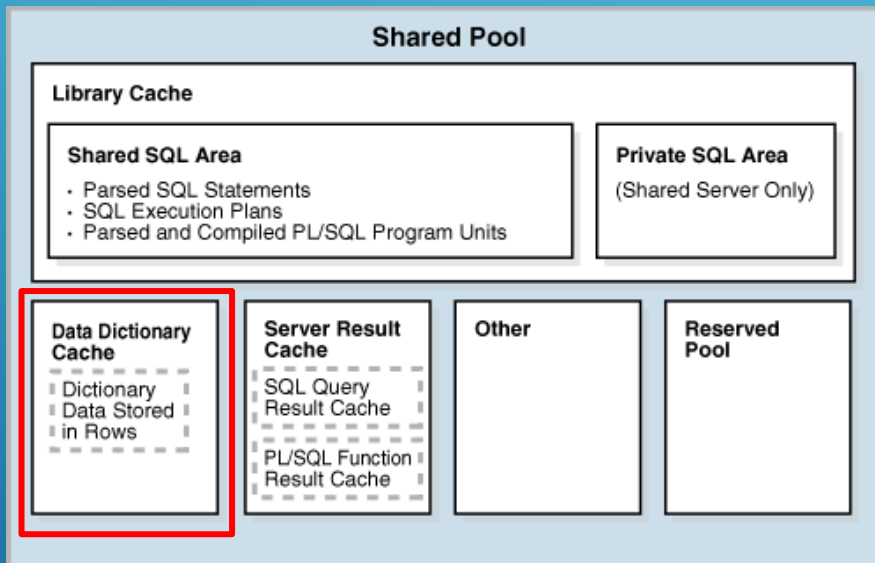 Shared Pool
Library Cache
Shared SQL Area
· Parsed SQL Statements
· SQL Execution Plans
· Parsed and Compiled PL/SQL Program Units
Private SQL Area
(Shared Server Only)
Data Dictionary
Cache
Dictionary
Data Stored
in Rows
Server Result
Cache
SQL Query
Result Cache
PL/SQL Function
Result Cache
Other
Reserved
Pool